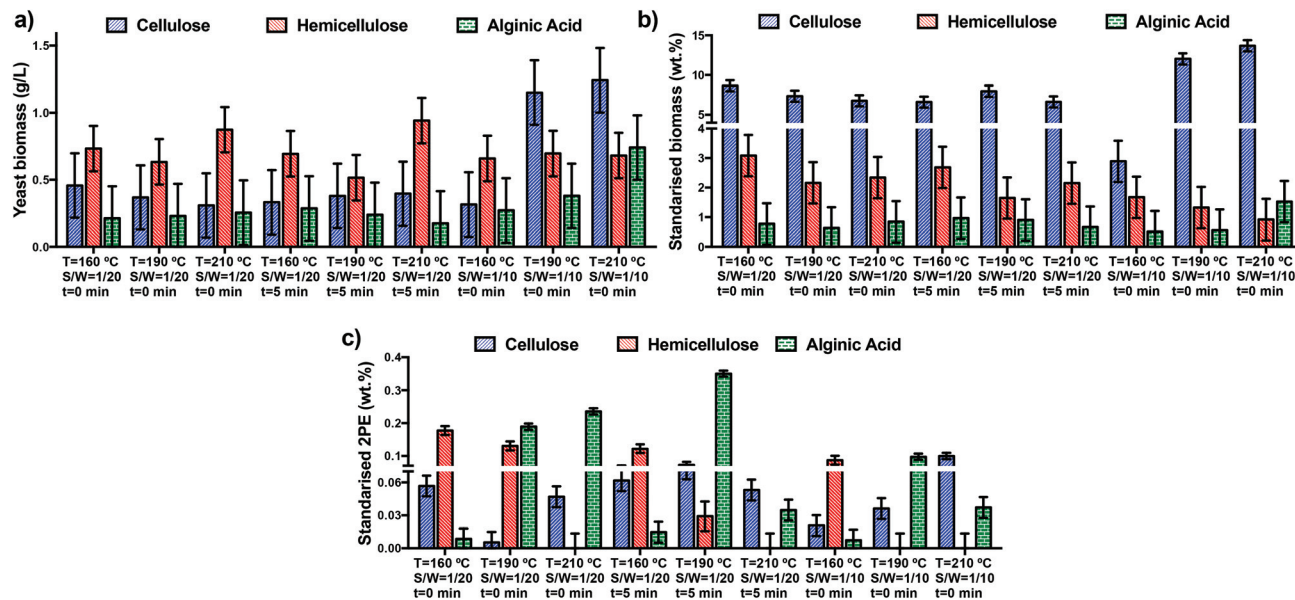 a)
Cellulose Hemicellulose Alginic Acid
Yeast biomass (g/L)
1.5
1.0
0.5
0.0
T=160 ºC T=190 ºC T=210 ºC T=160 ºC T=190 ºC T=210 ºC T=160 ºC T=190 ºC T=210 ºC
S/W=1/20 S/W=1/20 S/W=1/20 S/W=1/20 S/W=1/20 S/W=1/20 S/W=1/10 S/W=1/10 S/W=1/10
t=0 min t=0 min t=0 min t=5 min t=5 min t=5 min t=0 min t=0 min t=0 min
b)
Cellulose Hemicellulose Alginic Acid
Standarised biomass (wt.%)
15
10
5
4
3
2
1
0
T=160 ºC T=190 ºC T=210 ºC T=160 ºC T=190 ºC T=210 ºC T=160 ºC T=190 ºC T=210 ºC
S/W=1/20 S/W=1/20 S/W=1/20 S/W=1/20 S/W=1/20 S/W=1/20 S/W=1/10 S/W=1/10 S/W=1/10
t=0 min t=0 min t=0 min t=5 min t=5 min t=5 min t=0 min t=0 min t=0 min
c)
Cellulose Hemicellulose Alginic Acid
Standarised 2PE (wt.%)
0.4
0.3
0.2
0.1
0.06
0.03
0.00
T=160 ºC T=190 ºC T=210 ºC T=160 ºC T=190 ºC T=210 ºC T=160 ºC T=190 ºC T=210 ºC
S/W=1/20 S/W=1/20 S/W=1/20 S/W=1/20 S/W=1/20 S/W=1/20 S/W=1/10 S/W=1/10 S/W=1/10
t=0 min t=0 min t=0 min t=5 min t=5 min t=5 min t=0 min t=0 min t=0 min